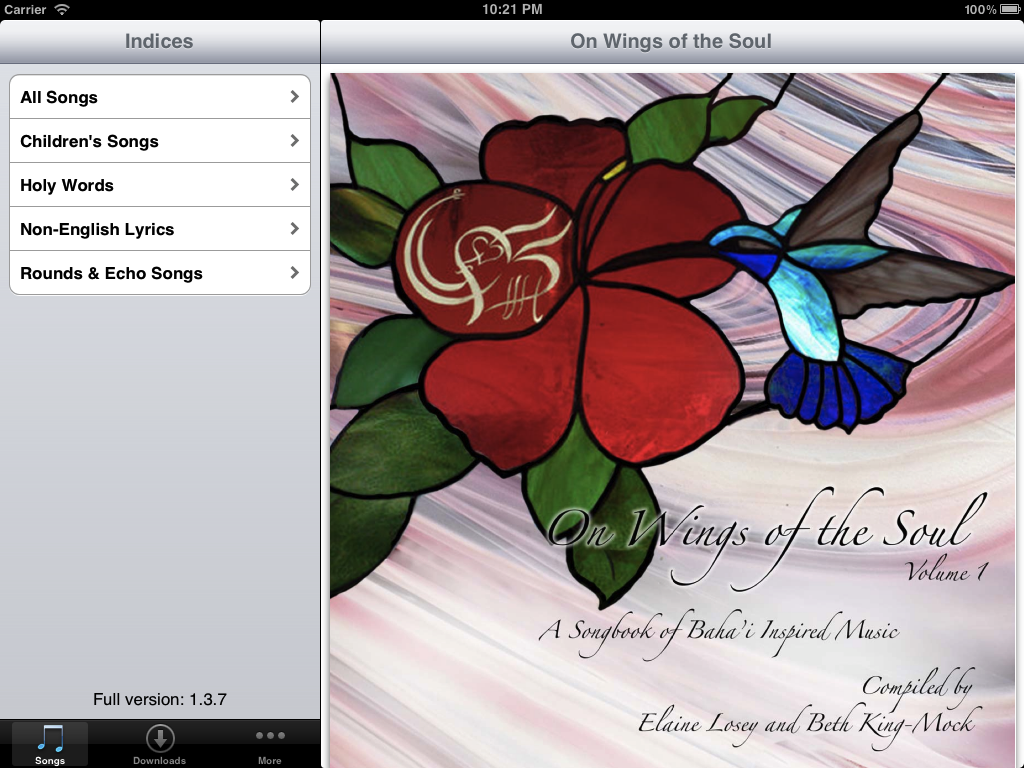 Carrier 10:21 PM 100%
Indices
On Wings of the Soul
All Songs
Children's Songs
Holy Words
Non-English Lyrics
Rounds & Echo Songs
Full version: 1.3.7
Songs Downloads More
On Wings of the Soul
Volume 1
A Songbook of Baha'i Inspired Music
Compiled by
Elaine Losey and Beth King-Mock